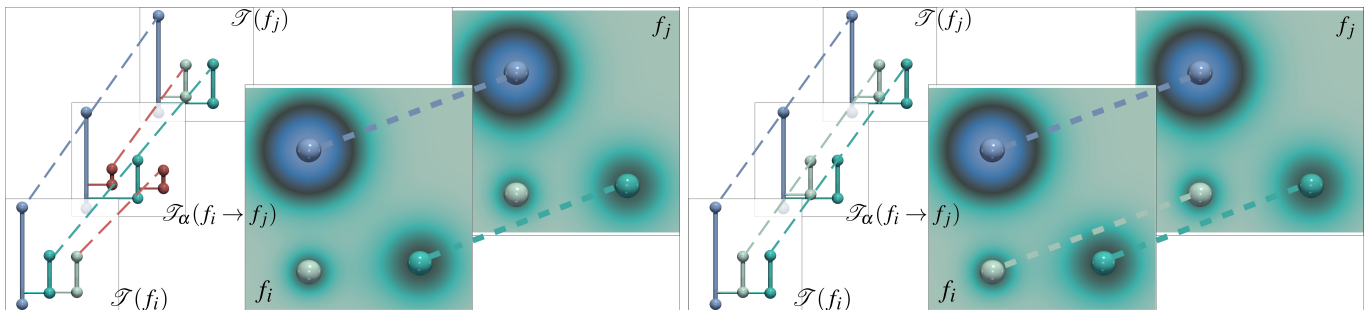 𝒯(f_j)
f_j
𝒯_α(f_i → f_j)
𝒯(f_i)
f_i
𝒯(f_j)
f_j
𝒯_α(f_i → f_j)
𝒯(f_i)
f_i